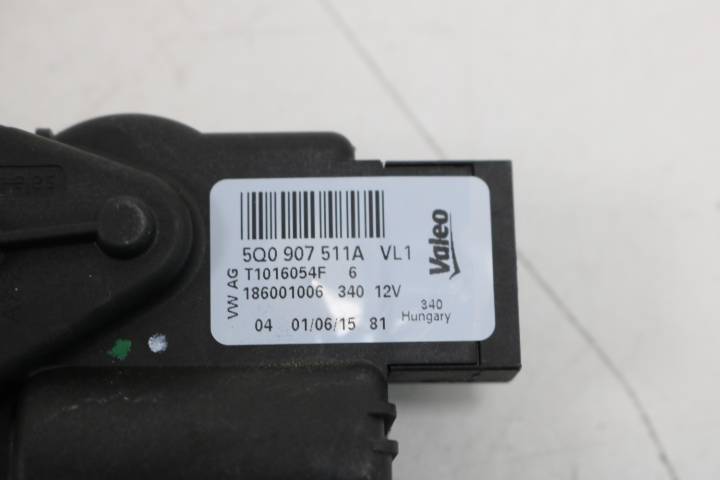 5Q0 907 511A VL1
T1016054F 6
186001006 340 12V
04 01/06/15 81
VW AG
Valeo
340
Hungary